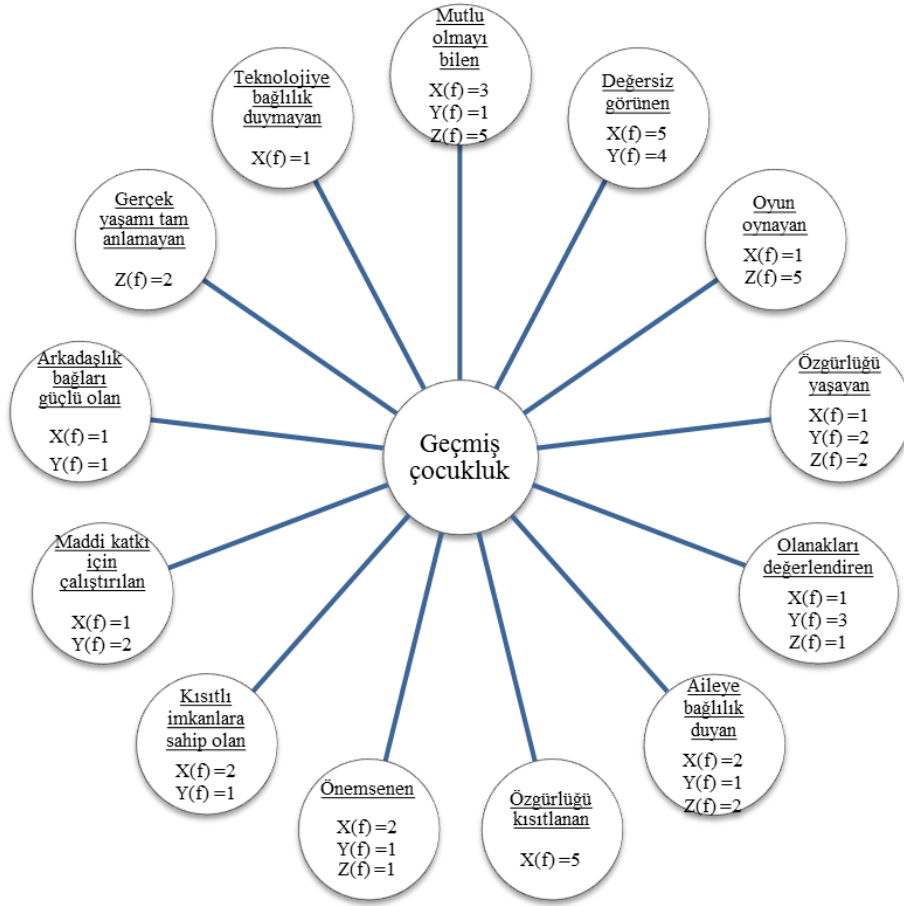 Mutlu
olmayı
bilen
X(f)=3
Y(f)=1
Z(f)=5
Değersiz
görünen
X(f)=5
Y(f)=4
Oyun
oynayan
X(f)=1
Z(f)=5
Özgürlüğü
yaşayan
X(f)=1
Y(f)=2
Z(f)=2
Olanakları
değerlendiren
X(f)=1
Y(f)=3
Z(f)=1
Aileye
bağlılık
duyan
X(f)=2
Y(f)=1
Z(f)=2
Özgürlüğü
kısıtlanan
X(f)=5
Önemsenen
X(f)=2
Y(f)=1
Z(f)=1
Kısıtlı
imkanlara
sahip olan
X(f)=2
Y(f)=1
Maddi katkı
için
çalıştırılan
X(f)=1
Y(f)=2
Arkadaşlık
bağları
güçlü olan
X(f)=1
Y(f)=1
Gerçek
yaşamı tam
anlamayan
Z(f)=2
Teknolojiye
bağlılık
duymayan
X(f)=1
Geçmiş
çocukluk